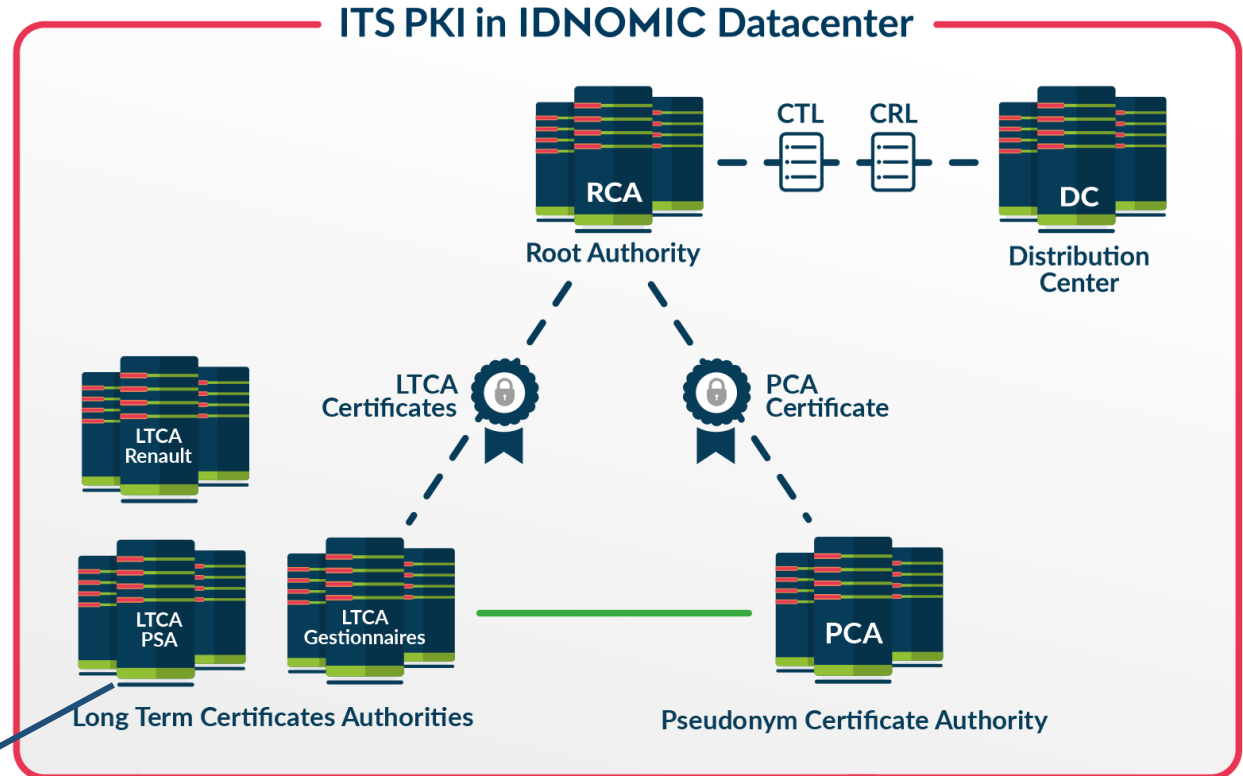 ITS PKI in IDNOMIC Datacenter
CTL
CRL
RCA
DC
Root Authority
Distribution
Center
LTCA
Certificates
PCA
Certificate
LTCA
Renault
LTCA
PSA
LTCA
Gestionnaires
PCA
Long Term Certificates Authorities
Pseudonym Certificate Authority